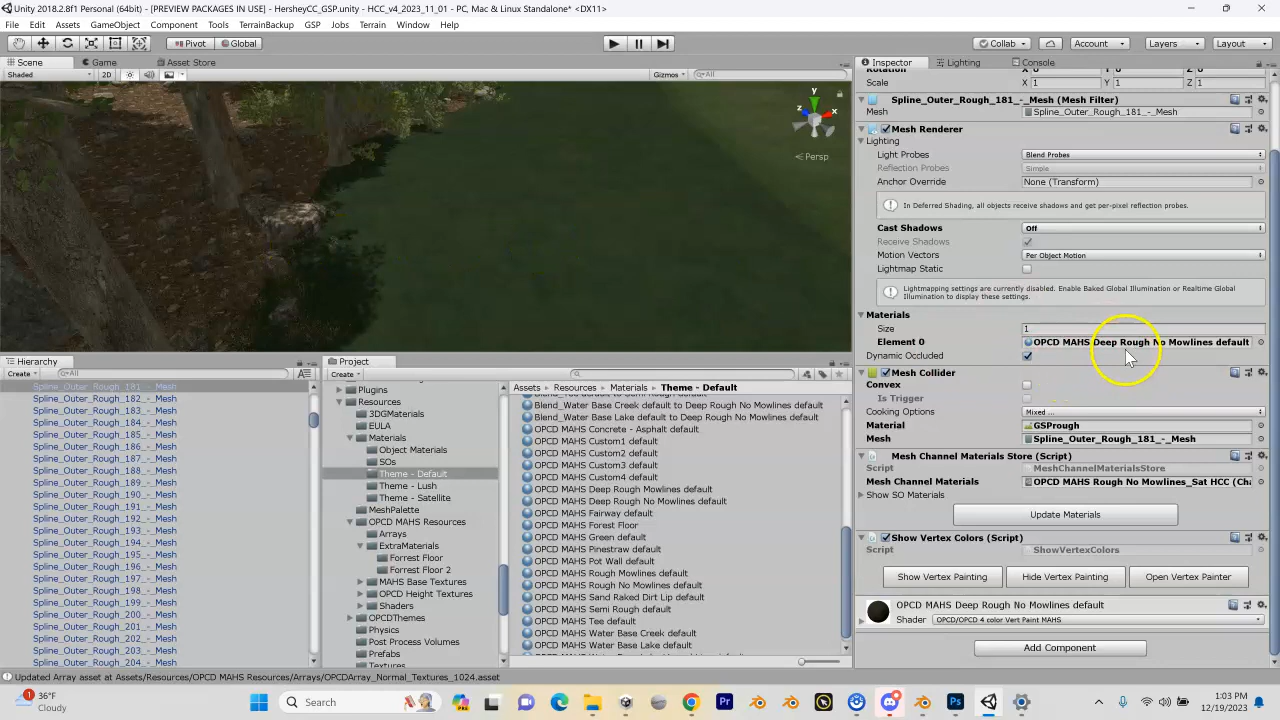 Unity 2018.2.8f1 Personal (64bit) - [PREVIEW PACKAGES IN USE] - HersheyCC_GSP.unity - HCC_v4_2023_11_01 - PC, Mac & Linux Standalone* <DX11>
File Edit Assets GameObject Component Tools TerrainBackup GSP Jobs Terrain Window Help
Pivot Global Collab Account Layers Layout
Scene Game Asset Store
Shaded 2D Gizmos All
y
z x
Persp
Inspector Lighting Console
Rotation X 0 Y 0 Z 0
Scale X 1 Y 1 Z 1
Spline_Outer_Rough_181_-_Mesh (Mesh Filter)
Mesh Spline_Outer_Rough_181_-_Mesh
Mesh Renderer
Lighting
Light Probes Blend Probes
Reflection Probes Simple
Anchor Override None (Transform)
In Deferred Shading, all objects receive shadows and get per-pixel reflection probes.
Cast Shadows Off
Receive Shadows
Motion Vectors Per Object Motion
Lightmap Static
Lightmapping settings are currently disabled. Enable Baked Global Illumination or Realtime Global
Illumination to display these settings.
Materials
Size 1
Element 0 OPCD MAHS Deep Rough No Mowlines default
Dynamic Occluded
Mesh Collider
Convex
Is Trigger
Cooking Options Mixed ...
Material GSPrough
Mesh Spline_Outer_Rough_181_-_Mesh
Mesh Channel Materials Store (Script)
Script MeshChannelMaterialsStore
Mesh Channel Materials OPCD MAHS Rough No Mowlines_Sat HCC (Cha
Show SO Materials
Update Materials
Show Vertex Colors (Script)
Script ShowVertexColors
Show Vertex Painting Hide Vertex Painting Open Vertex Painter
OPCD MAHS Deep Rough No Mowlines default
Shader OPCD/OPCD 4 color Vert Paint MAHS
Add Component
Hierarchy
Create All
Spline_Outer_Rough_181_-_Mesh
Spline_Outer_Rough_182_-_Mesh
Spline_Outer_Rough_183_-_Mesh
Spline_Outer_Rough_184_-_Mesh
Spline_Outer_Rough_185_-_Mesh
Spline_Outer_Rough_186_-_Mesh
Spline_Outer_Rough_187_-_Mesh
Spline_Outer_Rough_188_-_Mesh
Spline_Outer_Rough_189_-_Mesh
Spline_Outer_Rough_190_-_Mesh
Spline_Outer_Rough_191_-_Mesh
Spline_Outer_Rough_192_-_Mesh
Spline_Outer_Rough_193_-_Mesh
Spline_Outer_Rough_194_-_Mesh
Spline_Outer_Rough_195_-_Mesh
Spline_Outer_Rough_196_-_Mesh
Spline_Outer_Rough_197_-_Mesh
Spline_Outer_Rough_198_-_Mesh
Spline_Outer_Rough_199_-_Mesh
Spline_Outer_Rough_200_-_Mesh
Spline_Outer_Rough_201_-_Mesh
Spline_Outer_Rough_202_-_Mesh
Spline_Outer_Rough_203_-_Mesh
Spline_Outer_Rough_204_-_Mesh
Project
Create
Plugins
Resources
3DGMaterials
EULA
Materials
Object Materials
SOs
Theme - Default
Theme - Lush
Theme - Satellite
MeshPalette
OPCD MAHS Resources
Arrays
ExtraMaterials
Forrest Floor
Forrest Floor 2
MAHS Base Textures
OPCD Height Textures
Shaders
OPCDThemes
Physics
Post Process Volumes
Prefabs
Textures
Assets Resources Materials Theme - Default
Blend_Water Base Creek default to Deep Rough No Mowlines default
Blend_Water Base Lake default to Deep Rough No Mowlines default
OPCD MAHS Concrete - Asphalt default
OPCD MAHS Custom1 default
OPCD MAHS Custom2 default
OPCD MAHS Custom3 default
OPCD MAHS Custom4 default
OPCD MAHS Deep Rough Mowlines default
OPCD MAHS Deep Rough No Mowlines default
OPCD MAHS Fairway default
OPCD MAHS Forest Floor
OPCD MAHS Green default
OPCD MAHS Pinestraw default
OPCD MAHS Pot Wall default
OPCD MAHS Rough Mowlines default
OPCD MAHS Rough No Mowlines default
OPCD MAHS Sand Raked Dirt Lip default
OPCD MAHS Semi Rough default
OPCD MAHS Tee default
OPCD MAHS Water Base Creek default
OPCD MAHS Water Base Lake default
Updated Array asset at Assets/Resources/OPCD MAHS Resources/Arrays/OPCDArray_Normal_Textures_1024.asset
36°F
Cloudy
Search
1:03 PM
12/19/2023